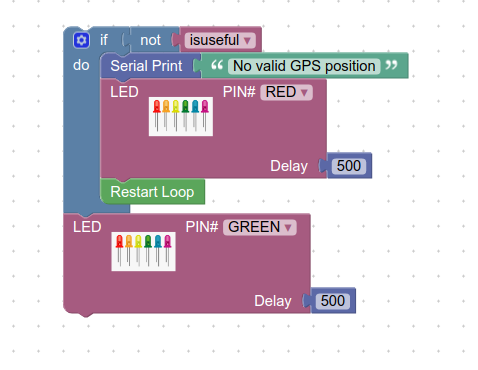 if not isuseful
do Serial Print “ No valid GPS position ”
LED PIN# RED
Delay 500
Restart Loop
LED PIN# GREEN
Delay 500